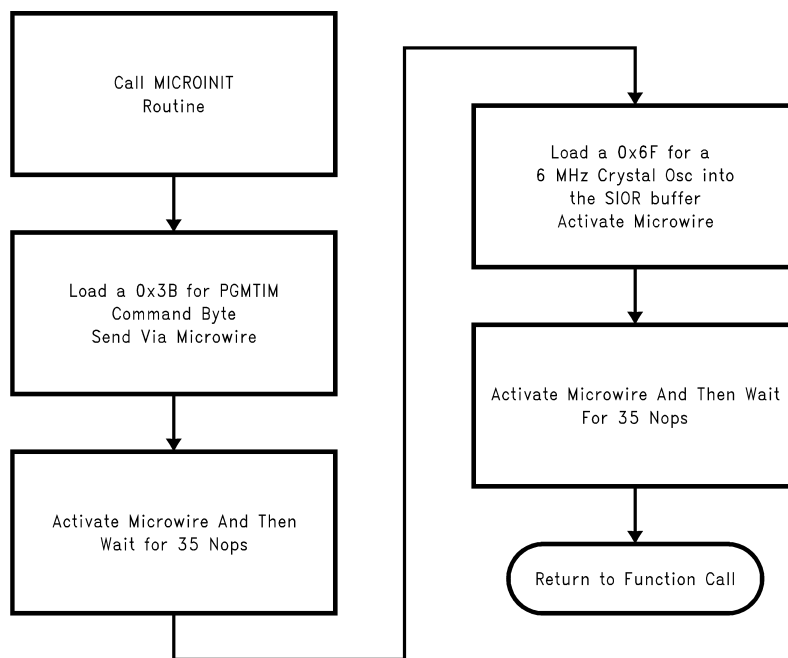 Call MICROINIT
Routine
Load a 0x3B for PGMTIM
Command Byte
Send Via Microwire
Activate Microwire And Then
Wait for 35 Nops
Load a 0x6F for a
6 MHz Crystal Osc into
the SIOR buffer
Activate Microwire
Activate Microwire And Then Wait
For 35 Nops
Return to Function Call